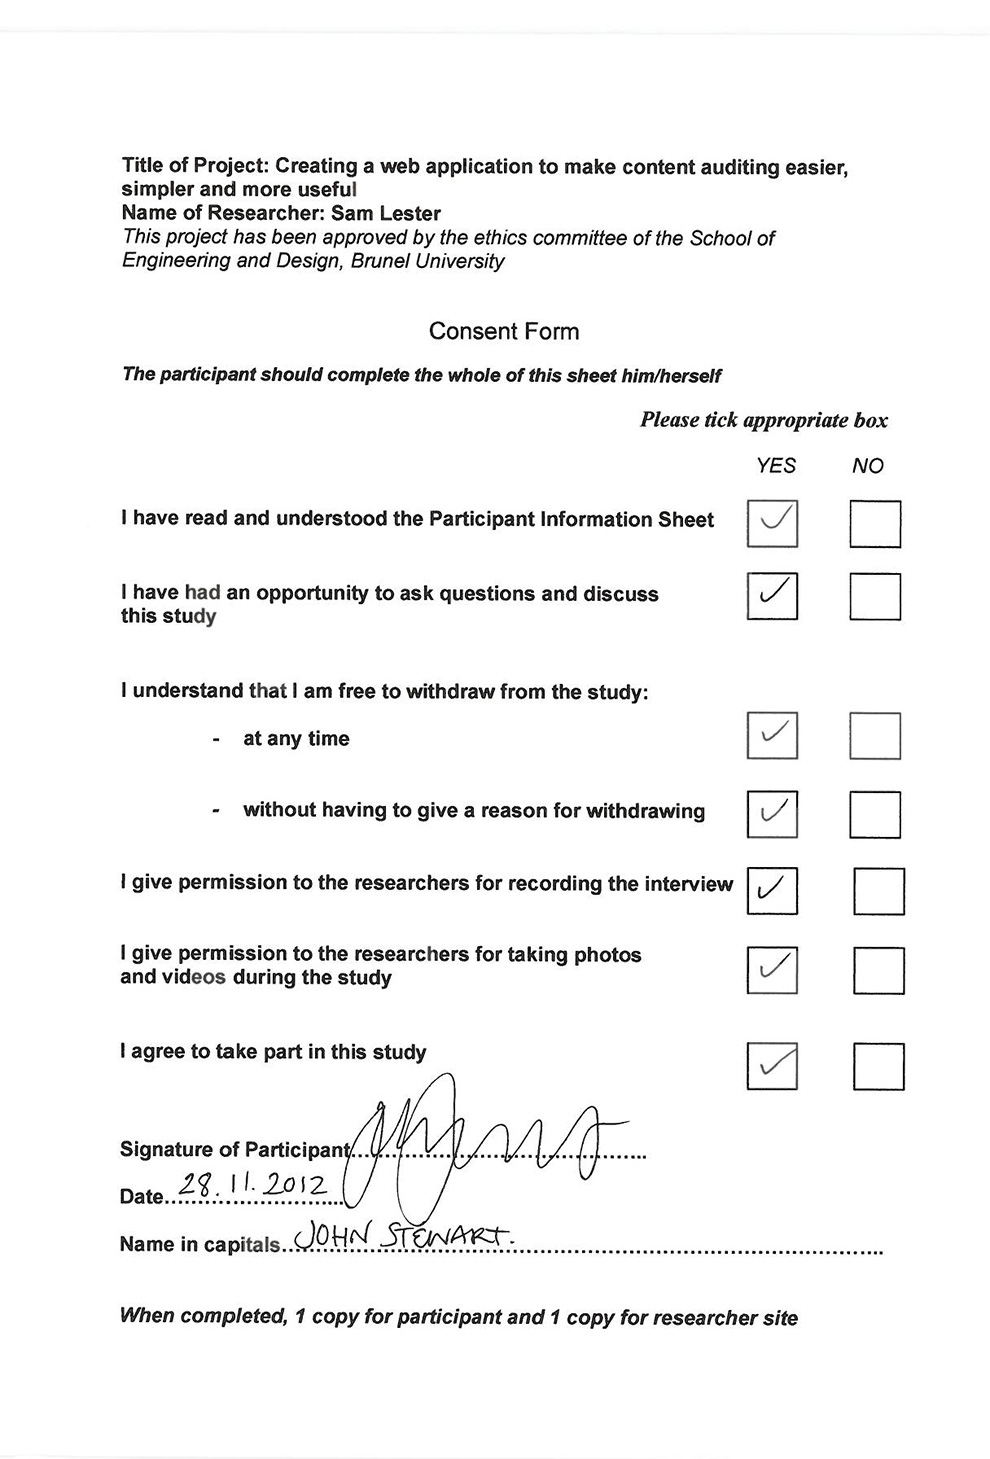 Title of Project: Creating a web application to make content auditing easier,
simpler and more useful
Name of Researcher: Sam Lester
This project has been approved by the ethics committee of the School of
Engineering and Design, Brunel University
Consent Form
The participant should complete the whole of this sheet him/herself
Please tick appropriate box
YES NO
I have read and understood the Participant Information Sheet
I have had an opportunity to ask questions and discuss
this study
I understand that I am free to withdraw from the study:
- at any time
- without having to give a reason for withdrawing
I give permission to the researchers for recording the interview
I give permission to the researchers for taking photos
and videos during the study
I agree to take part in this study
Signature of Participant
Date 28.11.2012
Name in capitals JOHN STEWART.
When completed, 1 copy for participant and 1 copy for researcher site